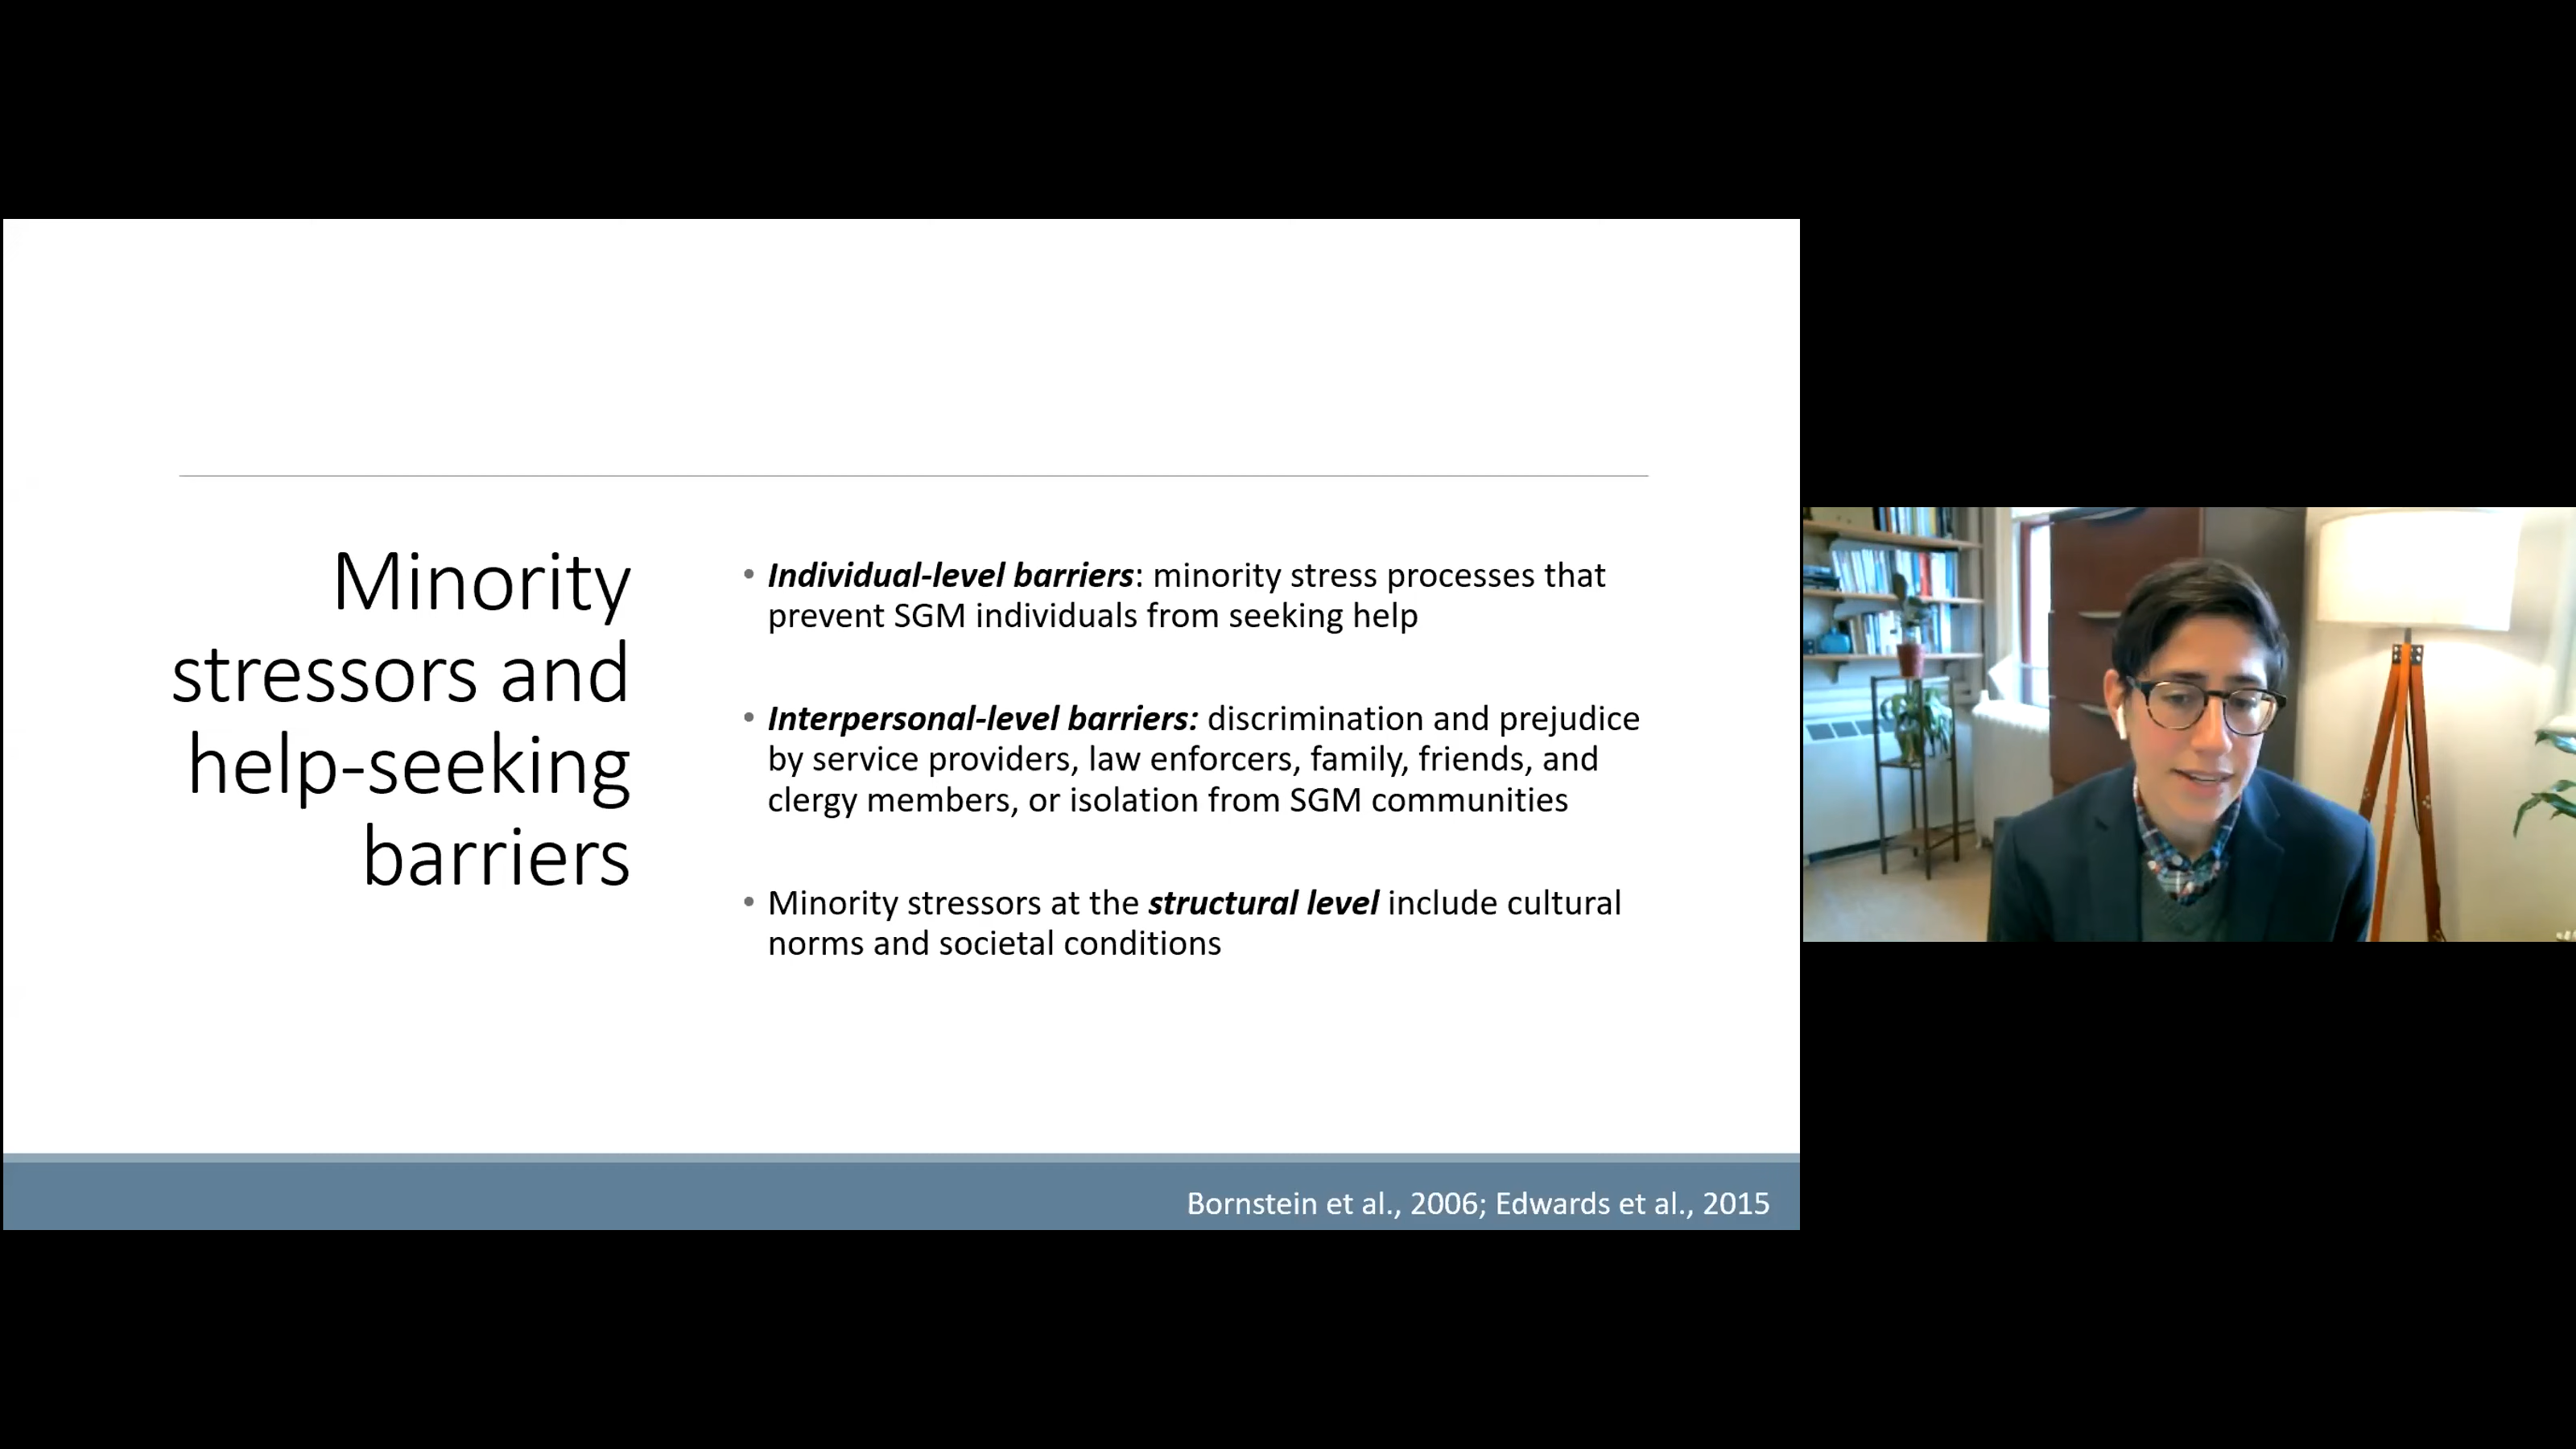 Minority
stressors and
help-seeking
barriers
• Individual-level barriers: minority stress processes that
prevent SGM individuals from seeking help
• Interpersonal-level barriers: discrimination and prejudice
by service providers, law enforcers, family, friends, and
clergy members, or isolation from SGM communities
• Minority stressors at the structural level include cultural
norms and societal conditions
Bornstein et al., 2006; Edwards et al., 2015